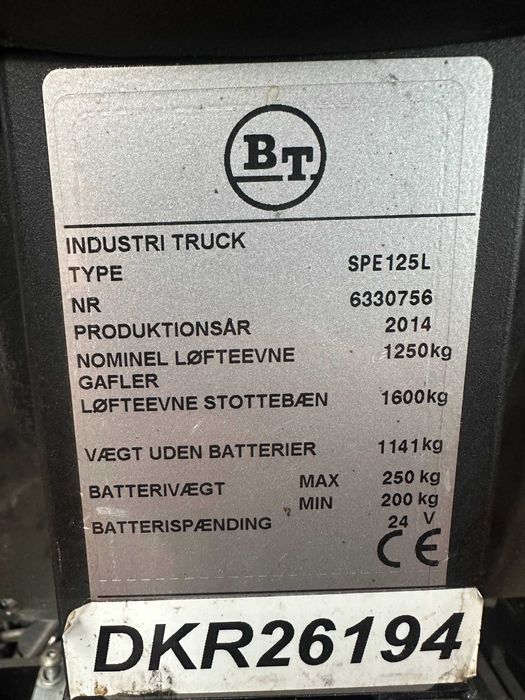 BT
INDUSTRI TRUCK
TYPE SPE125L
NR 6330756
PRODUKTIONSÅR 2014
NOMINEL LØFTEEVNE 1250kg
GAFLER
LØFTEEVNE STOTTEBÆN 1600kg
VÆGT UDEN BATTERIER 1141kg
BATTERIVÆGT MAX 250 kg
MIN 200 kg
BATTERISPÆNDING 24 V
CE
DKR26194